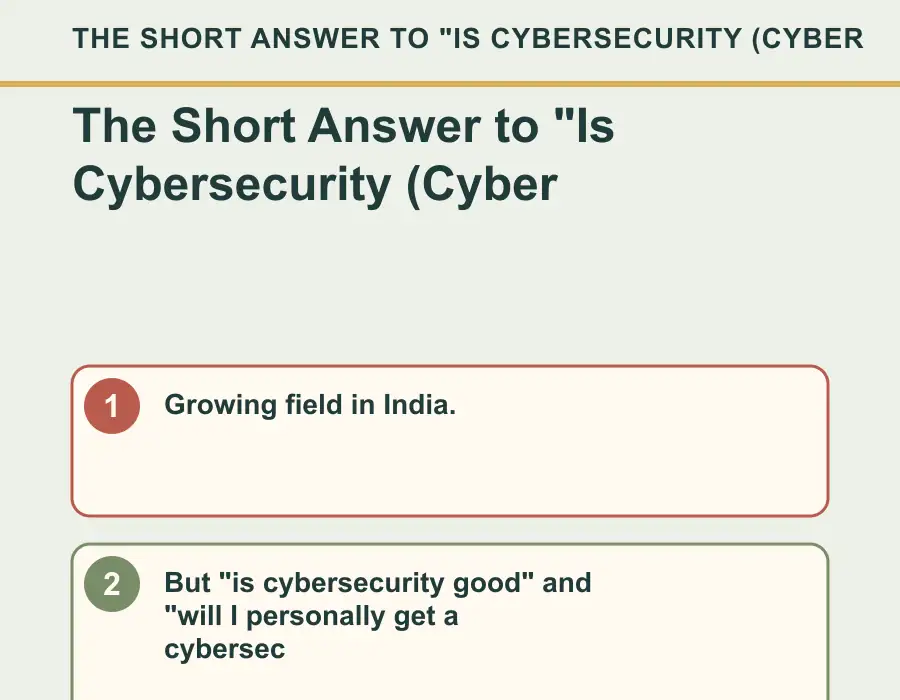 THE SHORT ANSWER TO "IS CYBERSECURITY (CYBER
The Short Answer to "Is
Cybersecurity (Cyber
1
Growing field in India.
2
But "is cybersecurity good" and
"will I personally get a
cybersec